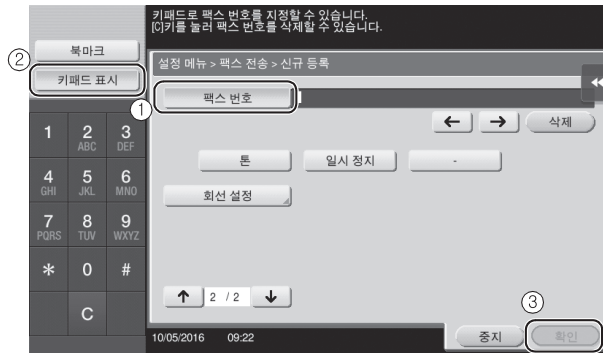 키패드로 팩스 번호를 지정할 수 있습니다.
[C]키를 눌러 팩스 번호를 삭제할 수 있습니다.
②
북마크
키패드 표시
설정 메뉴 > 팩스 전송 > 신규 등록
①
팩스 번호
← → 삭제
톤 일시 정지 -
회선 설정
1 2 3
ABC DEF
4 5 6
GHI JKL MNO
7 8 9
PQRS TUV WXYZ
* 0 #
C
↑ 2 / 2 ↓
③
10/05/2016 09:22
중지 확인